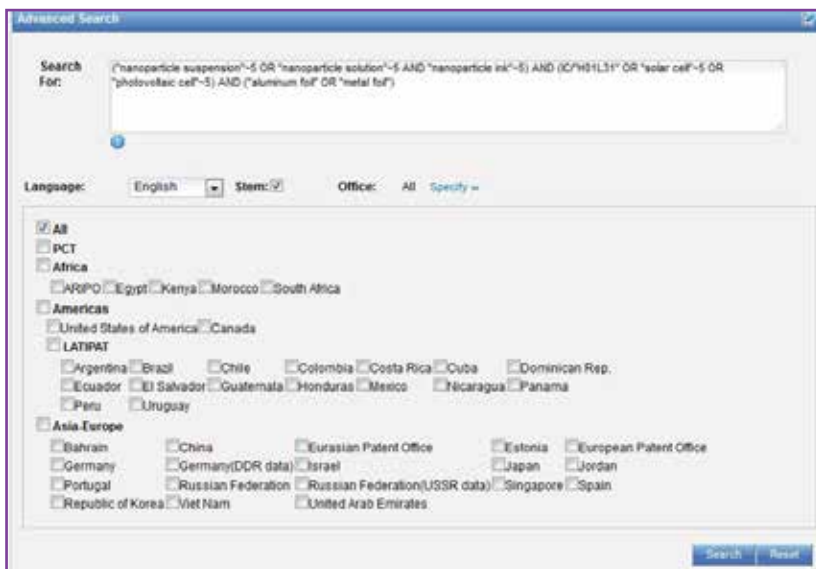 Advanced Search
Search For:
("nanoparticle suspension"~5 OR "nanoparticle solution"~5 AND "nanoparticle ink"~5) AND (IC/"H01L31" OR "solar cell"~5 OR
"photovoltaic cell"~5) AND ("aluminum foil" OR "metal foil")
Language: English Stem: Office: All Specify
All
PCT
Africa
ARIPO Egypt Kenya Morocco South Africa
Americas
United States of America Canada
LATIPAT
Argentina Brazil Chile Colombia Costa Rica Cuba Dominican Rep.
Ecuador El Salvador Guatemala Honduras Mexico Nicaragua Panama
Peru Uruguay
Asia-Europe
Bahrain China Eurasian Patent Office Estonia European Patent Office
Germany Germany(DDR data) Israel Japan Jordan
Portugal Russian Federation Russian Federation(USSR data) Singapore Spain
Republic of Korea Viet Nam United Arab Emirates
Search Reset